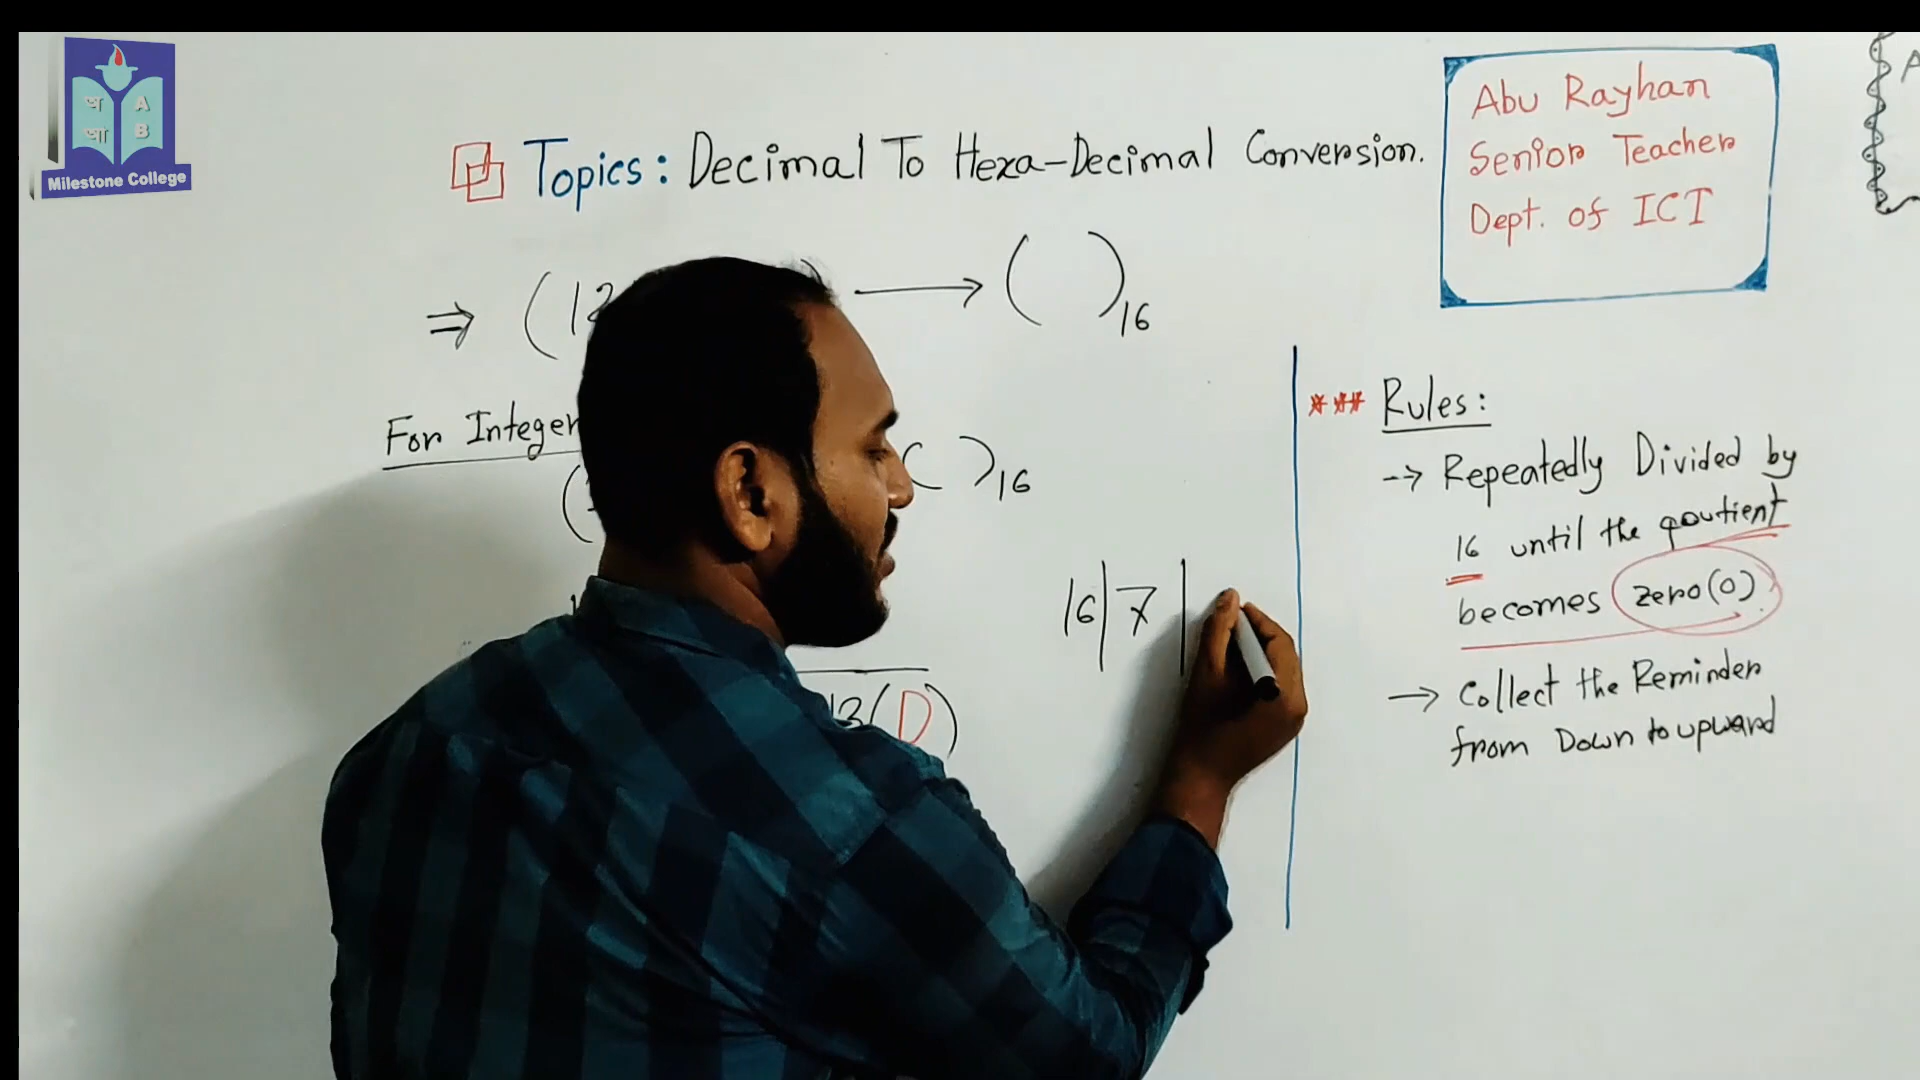 অ A
আ B
Milestone College
Topics: Decimal To Hexa-Decimal Conversion.
Abu Rayhan
Senior Teacher
Dept. of ICT
⇒ (12 → ( )16
For Integer
( )16
16|7|
13(D)
*** Rules:
--> Repeatedly Divided by
16 until the qoutient
becomes zero(0)
→ Collect the Reminder
from Down to upward